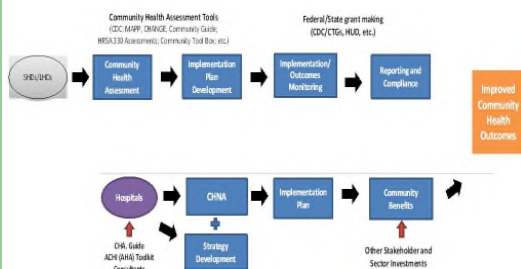 Community Health Assessment Tools
(CDC: MAPP, CHANGE, Community Guide;
HRSA 330 Assessments; Community Tool Box; etc.)
Federal/State grant making
(CDC/CTGs, HUD, etc.)
SHDs/LHDs
Community
Health
Assessment
Implementation
Plan
Development
Implementation/
Outcomes
Monitoring
Reporting and
Compliance
Improved
Community
Health
Outcomes
Hospitals
CHNA
Implementation
Plan
Community
Benefits
Strategy
Development
CHA. Guide
ACHI (AHA) Toolkit
Consultants
Other Stakeholder and
Sector Investments